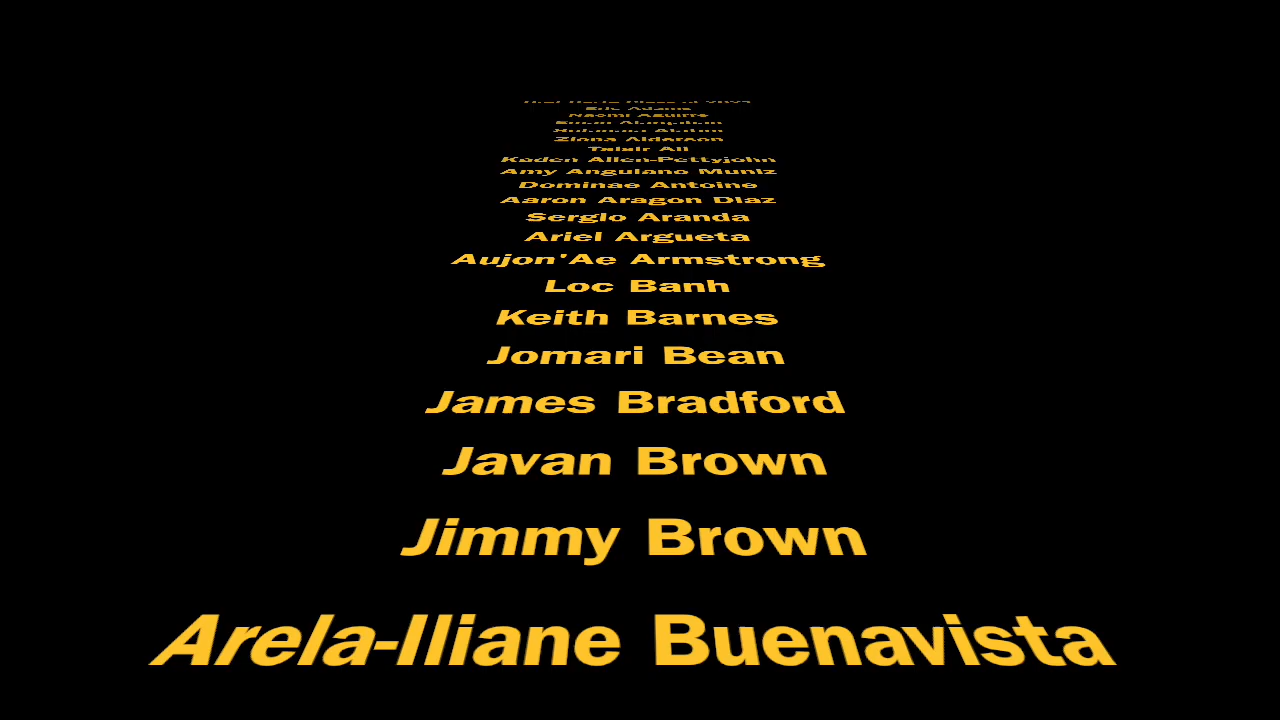 Eric Adams
Naomi Aguirre
Ziona Alderson
Talair Ali
Kaden Allen-Pettyjohn
Amy Anguiano Muniz
Dominae Antoine
Aaron Aragon Diaz
Sergio Aranda
Ariel Argueta
Aujon'Ae Armstrong
Loc Banh
Keith Barnes
Jomari Bean
James Bradford
Javan Brown
Jimmy Brown
Arela-Iliane Buenavista